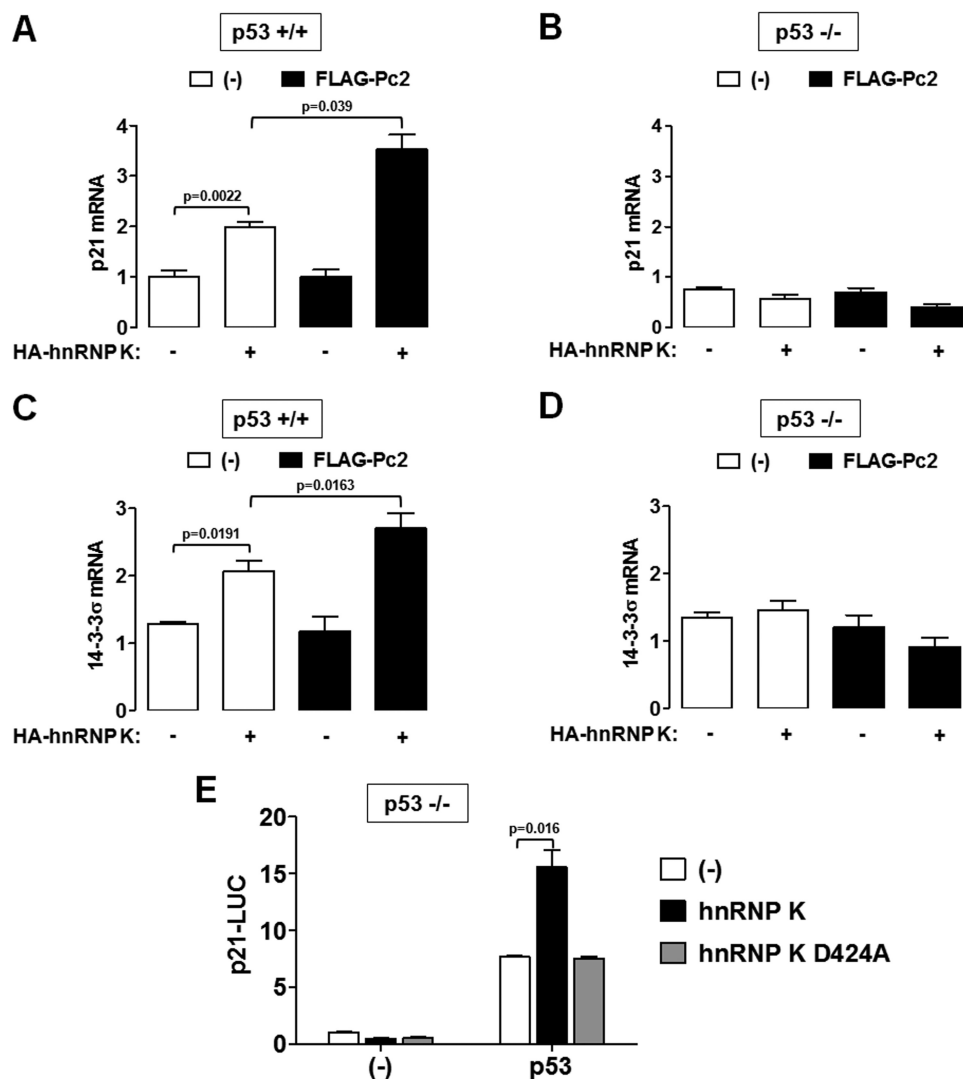 A
p53 +/+
(-) FLAG-Pc2
p=0.039
p=0.0022
p21 mRNA
4
3
2
1
0
HA-hnRNP K: - + - +
B
p53 -/-
(-) FLAG-Pc2
p21 mRNA
4
3
2
1
0
HA-hnRNP K: - + - +
C
p53 +/+
(-) FLAG-Pc2
p=0.0163
p=0.0191
14-3-3σ mRNA
3
2
1
0
HA-hnRNP K: - + - +
D
p53 -/-
(-) FLAG-Pc2
14-3-3σ mRNA
3
2
1
0
HA-hnRNP K: - + - +
E
p53 -/-
p=0.016
p21-LUC
20
15
10
5
0
(-) p53
(-)
hnRNP K
hnRNP K D424A